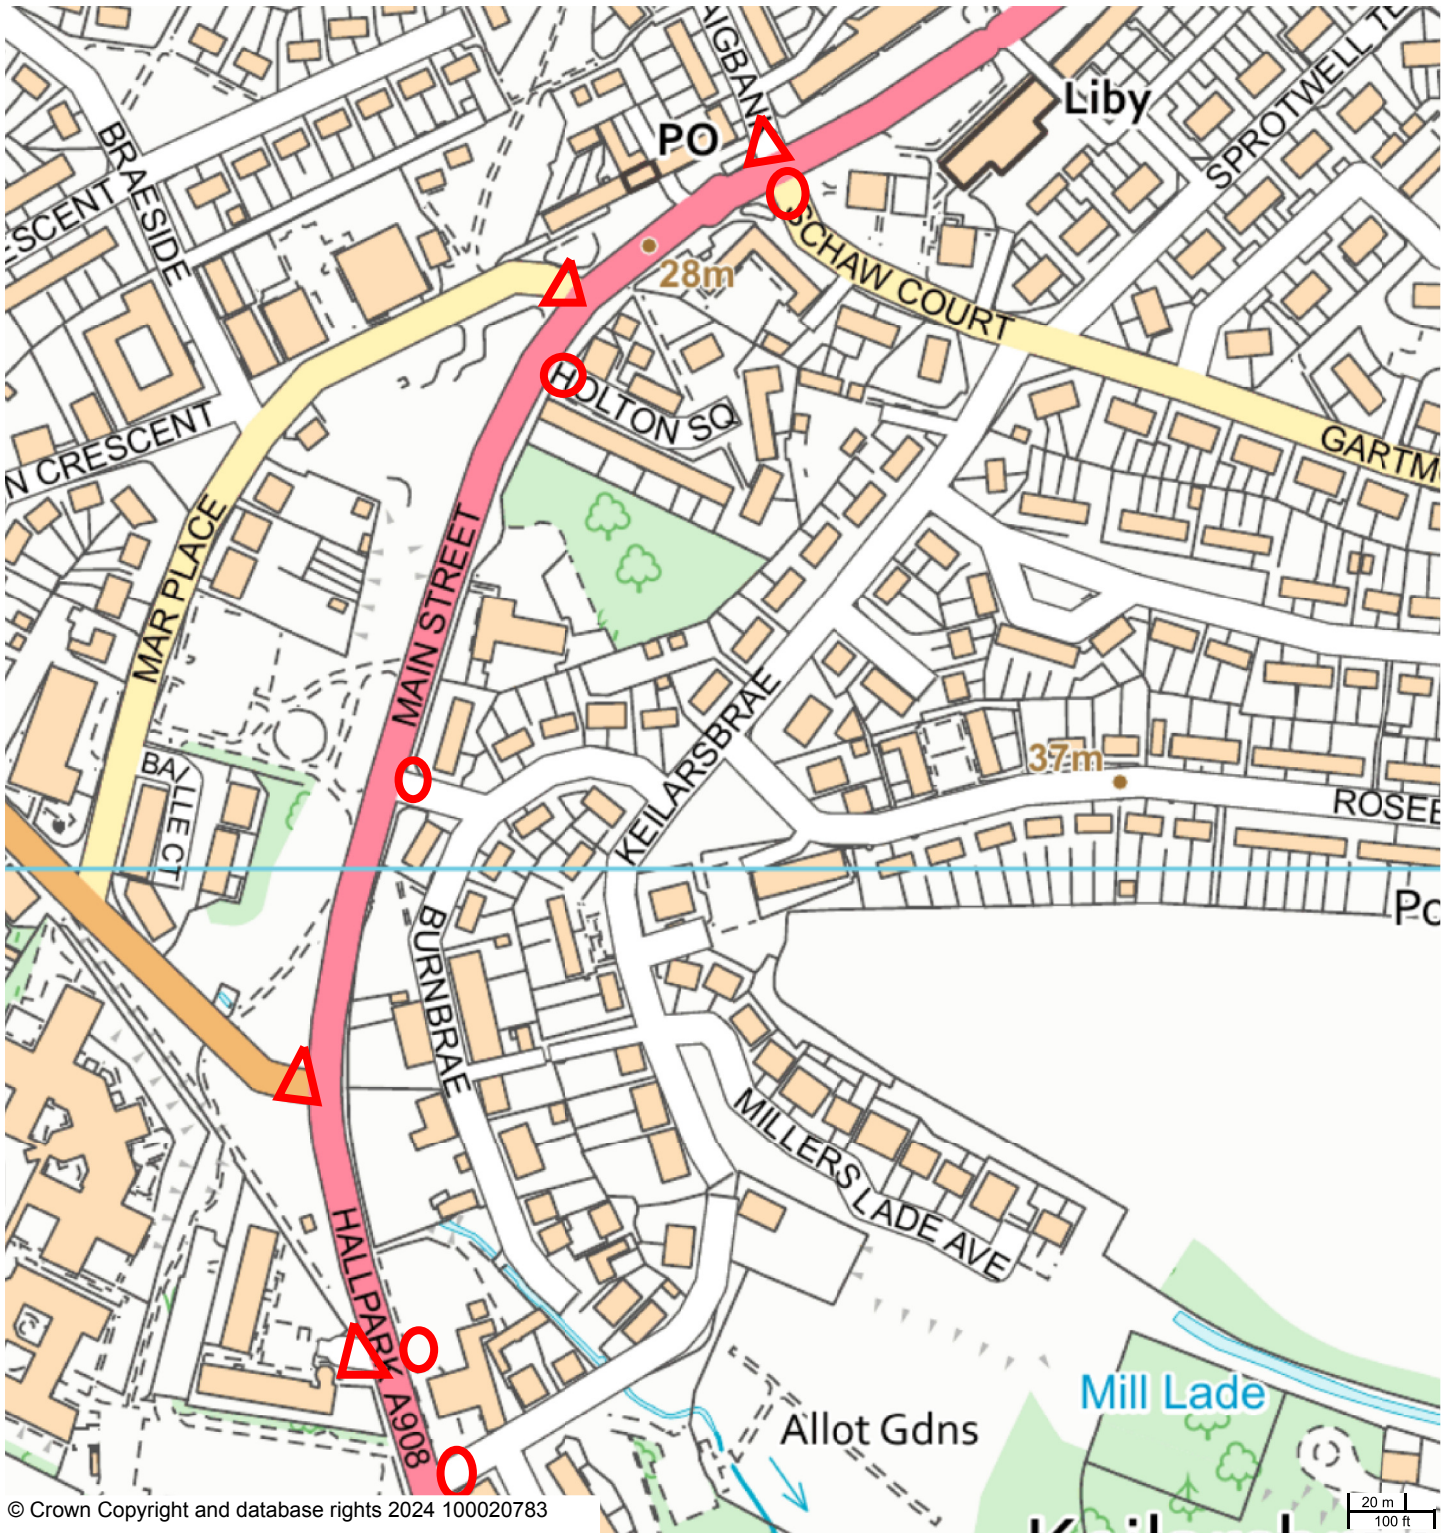 AIGBANK
Liby
PO
SPROTWELL TE
BRAESIDE
ESCENT
28m
SCHAW COURT
HOLTON SQ
GARTM
N CRESCENT
MAIN STREET
MAR PLACE
KEILARSBRAE
37m
BAILLE CT
ROSEB
BURNBRAE
Po
MILLERS LADE AVE
HALLPARK A908
Mill Lade
Allot Gdns
© Crown Copyright and database rights 2024 100020783
20 m
100 ft